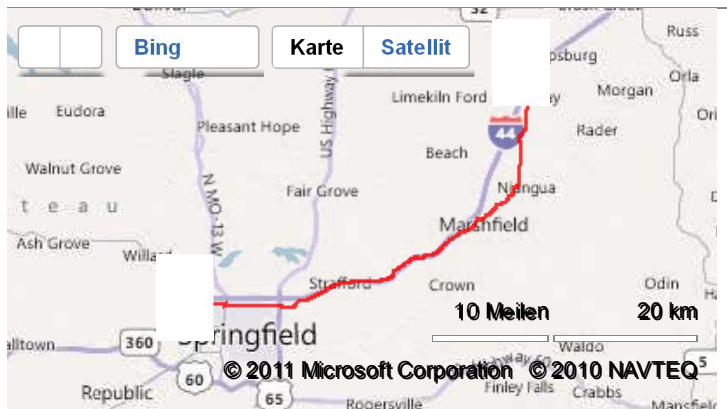 32
Russ
Bing
Karte
Satellit
Slagle
Orla
Limekiln Ford
Morgan
Eudora
US Highway
Pleasant Hope
44
Rader
Beach
Walnut Grove
N MO-13 W
Fair Grove
Niangua
t e a u
Marshfield
Ash Grove
Willard
Strafford
Crown
Odin
10 Meilen
20 km
Springfield
360
Waldo
© 2011 Microsoft Corporation
© 2010 NAVTEQ
5
60
Republic
65
Finley Falls
Crabbs
Rogersville
Mansfield